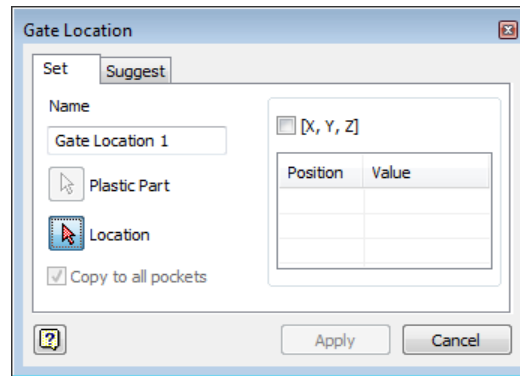 Gate Location
Set
Suggest
Name
Gate Location 1
Plastic Part
Location
Copy to all pockets
[X, Y, Z]
Position Value
Apply
Cancel